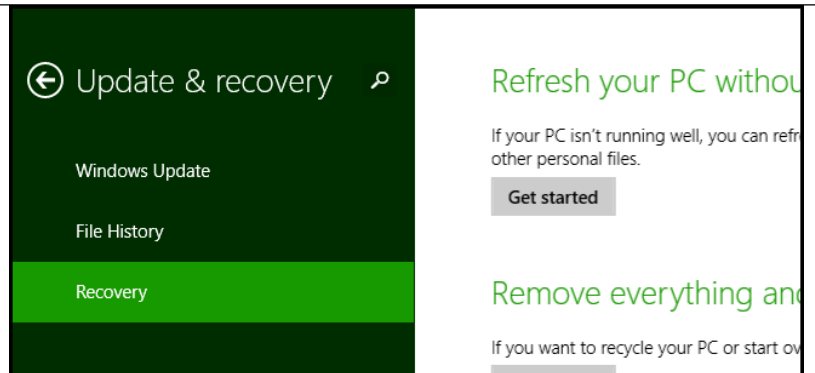 Update & recovery
Windows Update
File History
Recovery
Refresh your PC withou
If your PC isn't running well, you can refr
other personal files.
Get started
Remove everything and
If you want to recycle your PC or start ov